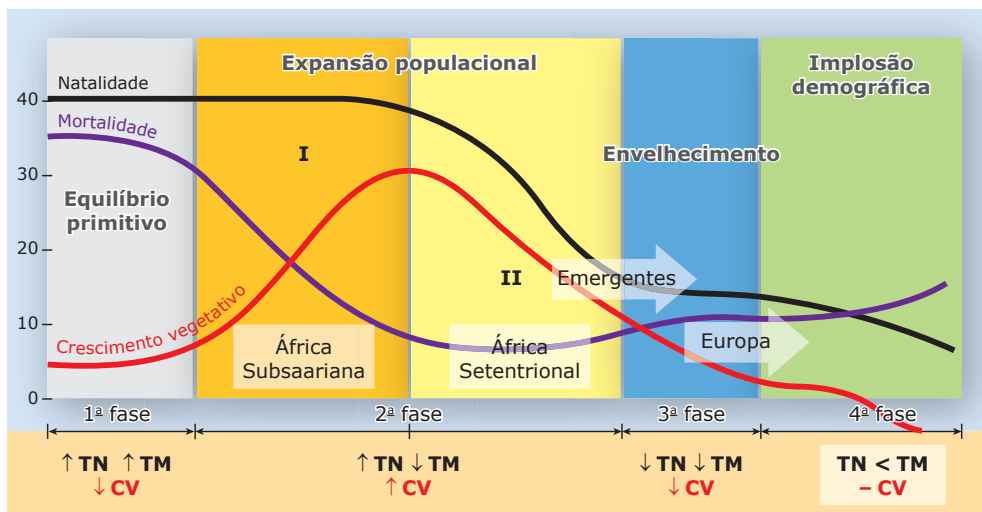 Expansão populacional
Implosão
demográfica
Natalidade
40
Mortalidade
I
Envelhecimento
30
Equilíbrio
primitivo
20
II
Emergentes
10
Crescimento vegetativo
África
Subsaariana
África
Setentrional
Europa
0
1ª fase
2ª fase
3ª fase
4ª fase
↑ TN ↑ TM
↓ CV
↑ TN ↓ TM
↑ CV
↓ TN ↓ TM
↓ CV
TN < TM
– CV